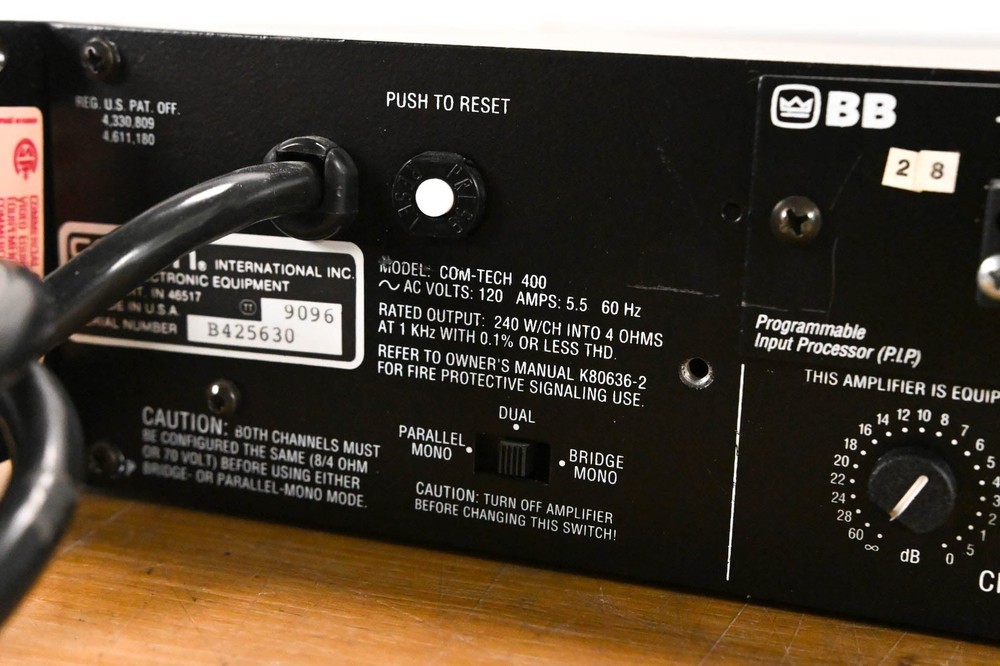 REG. U.S. PAT. OFF.
4,330,809
4,611,180
PUSH TO RESET
PRESS
BB
2 8
INTERNATIONAL INC.
ELECTRONIC EQUIPMENT
IN 46517
MADE IN U.S.A
SERIAL NUMBER
9096
B425630
MODEL: COM-TECH 400
~ AC VOLTS: 120 AMPS: 5.5 60 Hz
RATED OUTPUT: 240 W/CH INTO 4 OHMS
AT 1 KHz WITH 0.1% OR LESS THD.
REFER TO OWNER'S MANUAL K80636-2
FOR FIRE PROTECTIVE SIGNALING USE.
CAUTION: BOTH CHANNELS MUST
BE CONFIGURED THE SAME (8/4 OHM
OR 70 VOLT) BEFORE USING EITHER
BRIDGE- OR PARALLEL-MONO MODE.
DUAL
PARALLEL
MONO
BRIDGE
MONO
CAUTION: TURN OFF AMPLIFIER
BEFORE CHANGING THIS SWITCH!
Programmable
Input Processor (P.I.P.)
THIS AMPLIFIER IS EQUIP
14 12 10 8 7 6 5 4 3 2 1 .5 0
16 18 20 22 24 28 60 ∞
dB